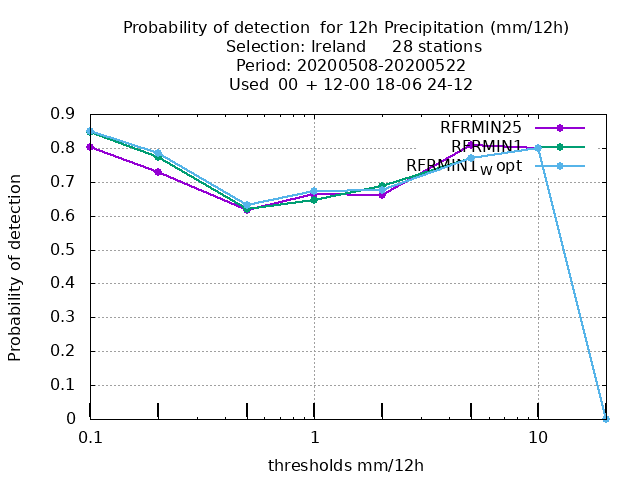 Probability of detection  for 12h Precipitation (mm/12h)
Selection: Ireland     28 stations
Period: 20200508-20200522
Used  00  + 12-00 18-06 24-12
0.9
0.8
0.7
0.6
0.5
0.4
0.3
0.2
0.1
0
Probability of detection
RFRMIN25
RFRMIN1
RFRMIN1w opt
0.1
1
10
thresholds mm/12h